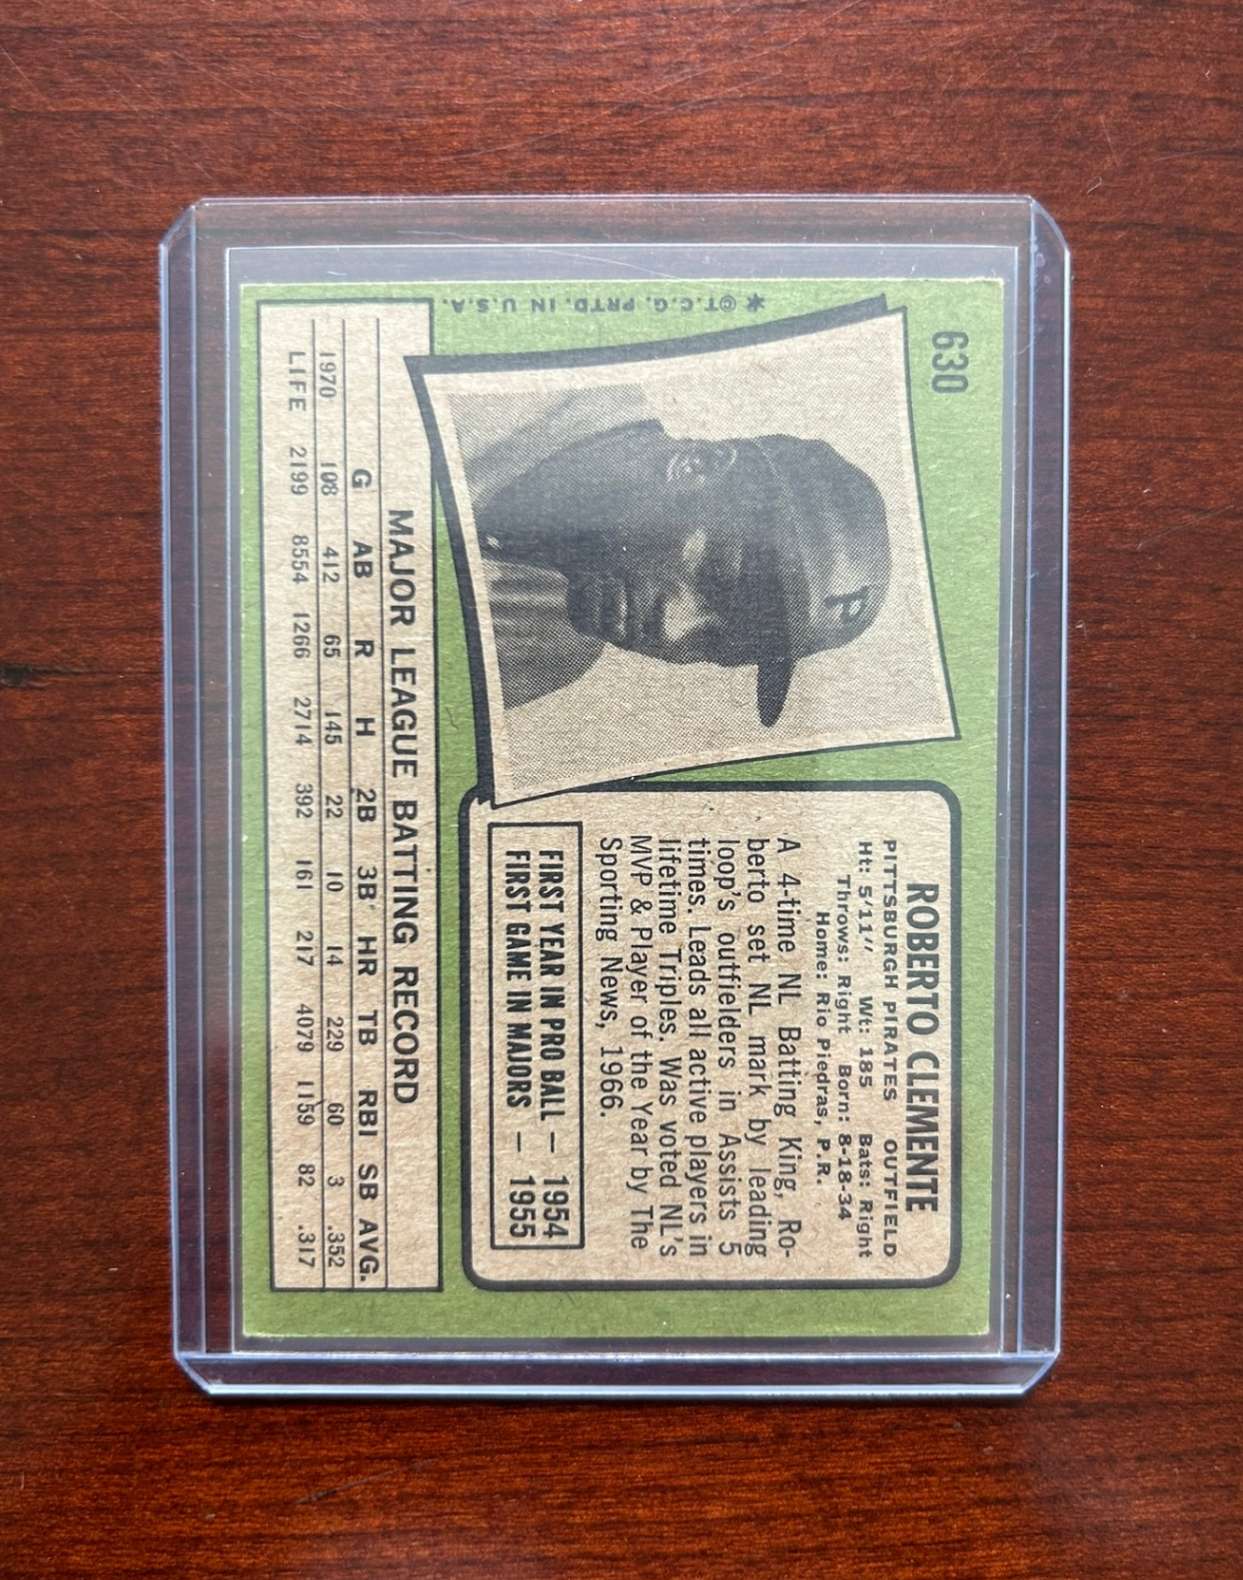 630
ROBERTO CLEMENTE
PITTSBURGH PIRATES OUTFIELD
Ht: 5'11" Wt: 185 Bats: Right
Throws: Right Born: 8-18-34
Home: Rio Piedras, P.R.
A 4-time NL Batting King, Ro-
berto set NL mark by leading
loop's outfielders in Assists 5
times. Leads all active players in
lifetime Triples. Was voted NL's
MVP & Player of the Year by The
Sporting News, 1966.
FIRST YEAR IN PRO BALL — 1954
FIRST GAME IN MAJORS — 1955
P
MAJOR LEAGUE BATTING RECORD
G AB R H 2B 3B HR TB RBI SB AVG.
1970 108 412 65 145 22 10 14 229 60 3 .352
LIFE 2199 8554 1266 2714 392 161 217 4079 1159 82 .317
* ©T.C.G. PRTD. IN U.S.A.